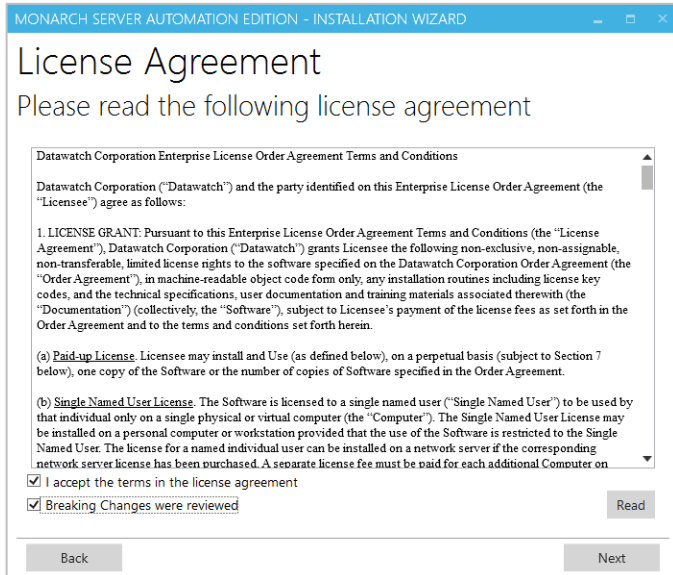 MONARCH SERVER AUTOMATION EDITION - INSTALLATION WIZARD
License Agreement
Please read the following license agreement
Datawatch Corporation Enterprise License Order Agreement Terms and Conditions
Datawatch Corporation (“Datawatch”) and the party identified on this Enterprise License Order Agreement (the
“Licensee”) agree as follows:
1. LICENSE GRANT: Pursuant to this Enterprise License Order Agreement Terms and Conditions (the “License
Agreement”), Datawatch Corporation (“Datawatch”) grants Licensee the following non-exclusive, non-assignable,
non-transferable, limited license rights to the software specified on the Datawatch Corporation Order Agreement (the
“Order Agreement”), in machine-readable object code form only, any installation routines including license key
codes, and the technical specifications, user documentation and training materials associated therewith (the
“Documentation”) (collectively, the “Software”), subject to Licensee’s payment of the license fees as set forth in the
Order Agreement and to the terms and conditions set forth herein.
(a) Paid-up License. Licensee may install and Use (as defined below), on a perpetual basis (subject to Section 7
below), one copy of the Software or the number of copies of Software specified in the Order Agreement.
(b) Single Named User License. The Software is licensed to a single named user (“Single Named User”) to be used by
that individual only on a single physical or virtual computer (the “Computer”). The Single Named User License may
be installed on a personal computer or workstation provided that the use of the Software is restricted to the Single
Named User. The license for a named individual user can be installed on a network server if the corresponding
network server license has been purchased. A separate license fee must be paid for each additional Computer on
I accept the terms in the license agreement
Breaking Changes were reviewed
Read
Back
Next